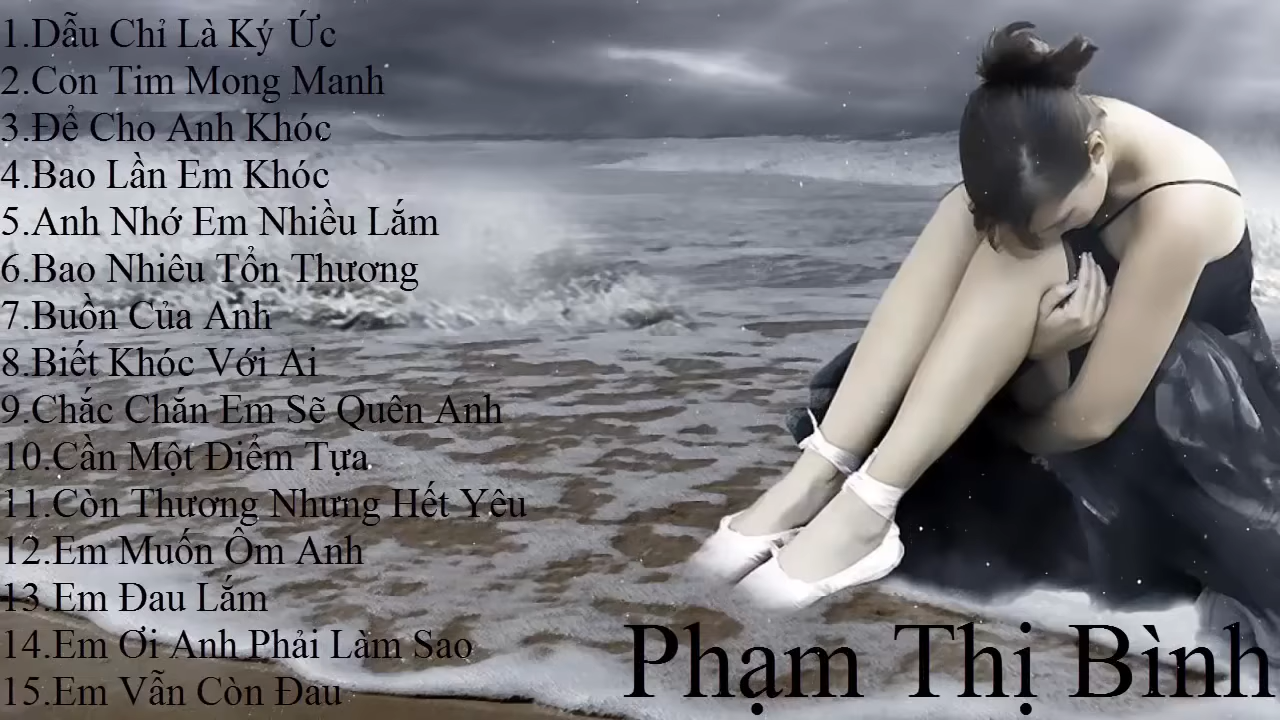 1.Dẫu Chỉ Là Ký Ức
2.Con Tim Mong Manh
3.Để Cho Anh Khóc
4.Bao Lần Em Khóc
5.Anh Nhớ Em Nhiều Lắm
6.Bao Nhiêu Tổn Thương
7.Buồn Của Anh
8.Biết Khóc Với Ai
9.Chắc Chắn Em Sẽ Quên Anh
10.Cần Một Điểm Tựa
11.Còn Thương Nhưng Hết Yêu
12.Em Muốn Ôm Anh
13.Em Đau Lắm
14.Em Ơi Anh Phải Làm Sao
15.Em Vẫn Còn Đau
Phạm Thị Bình